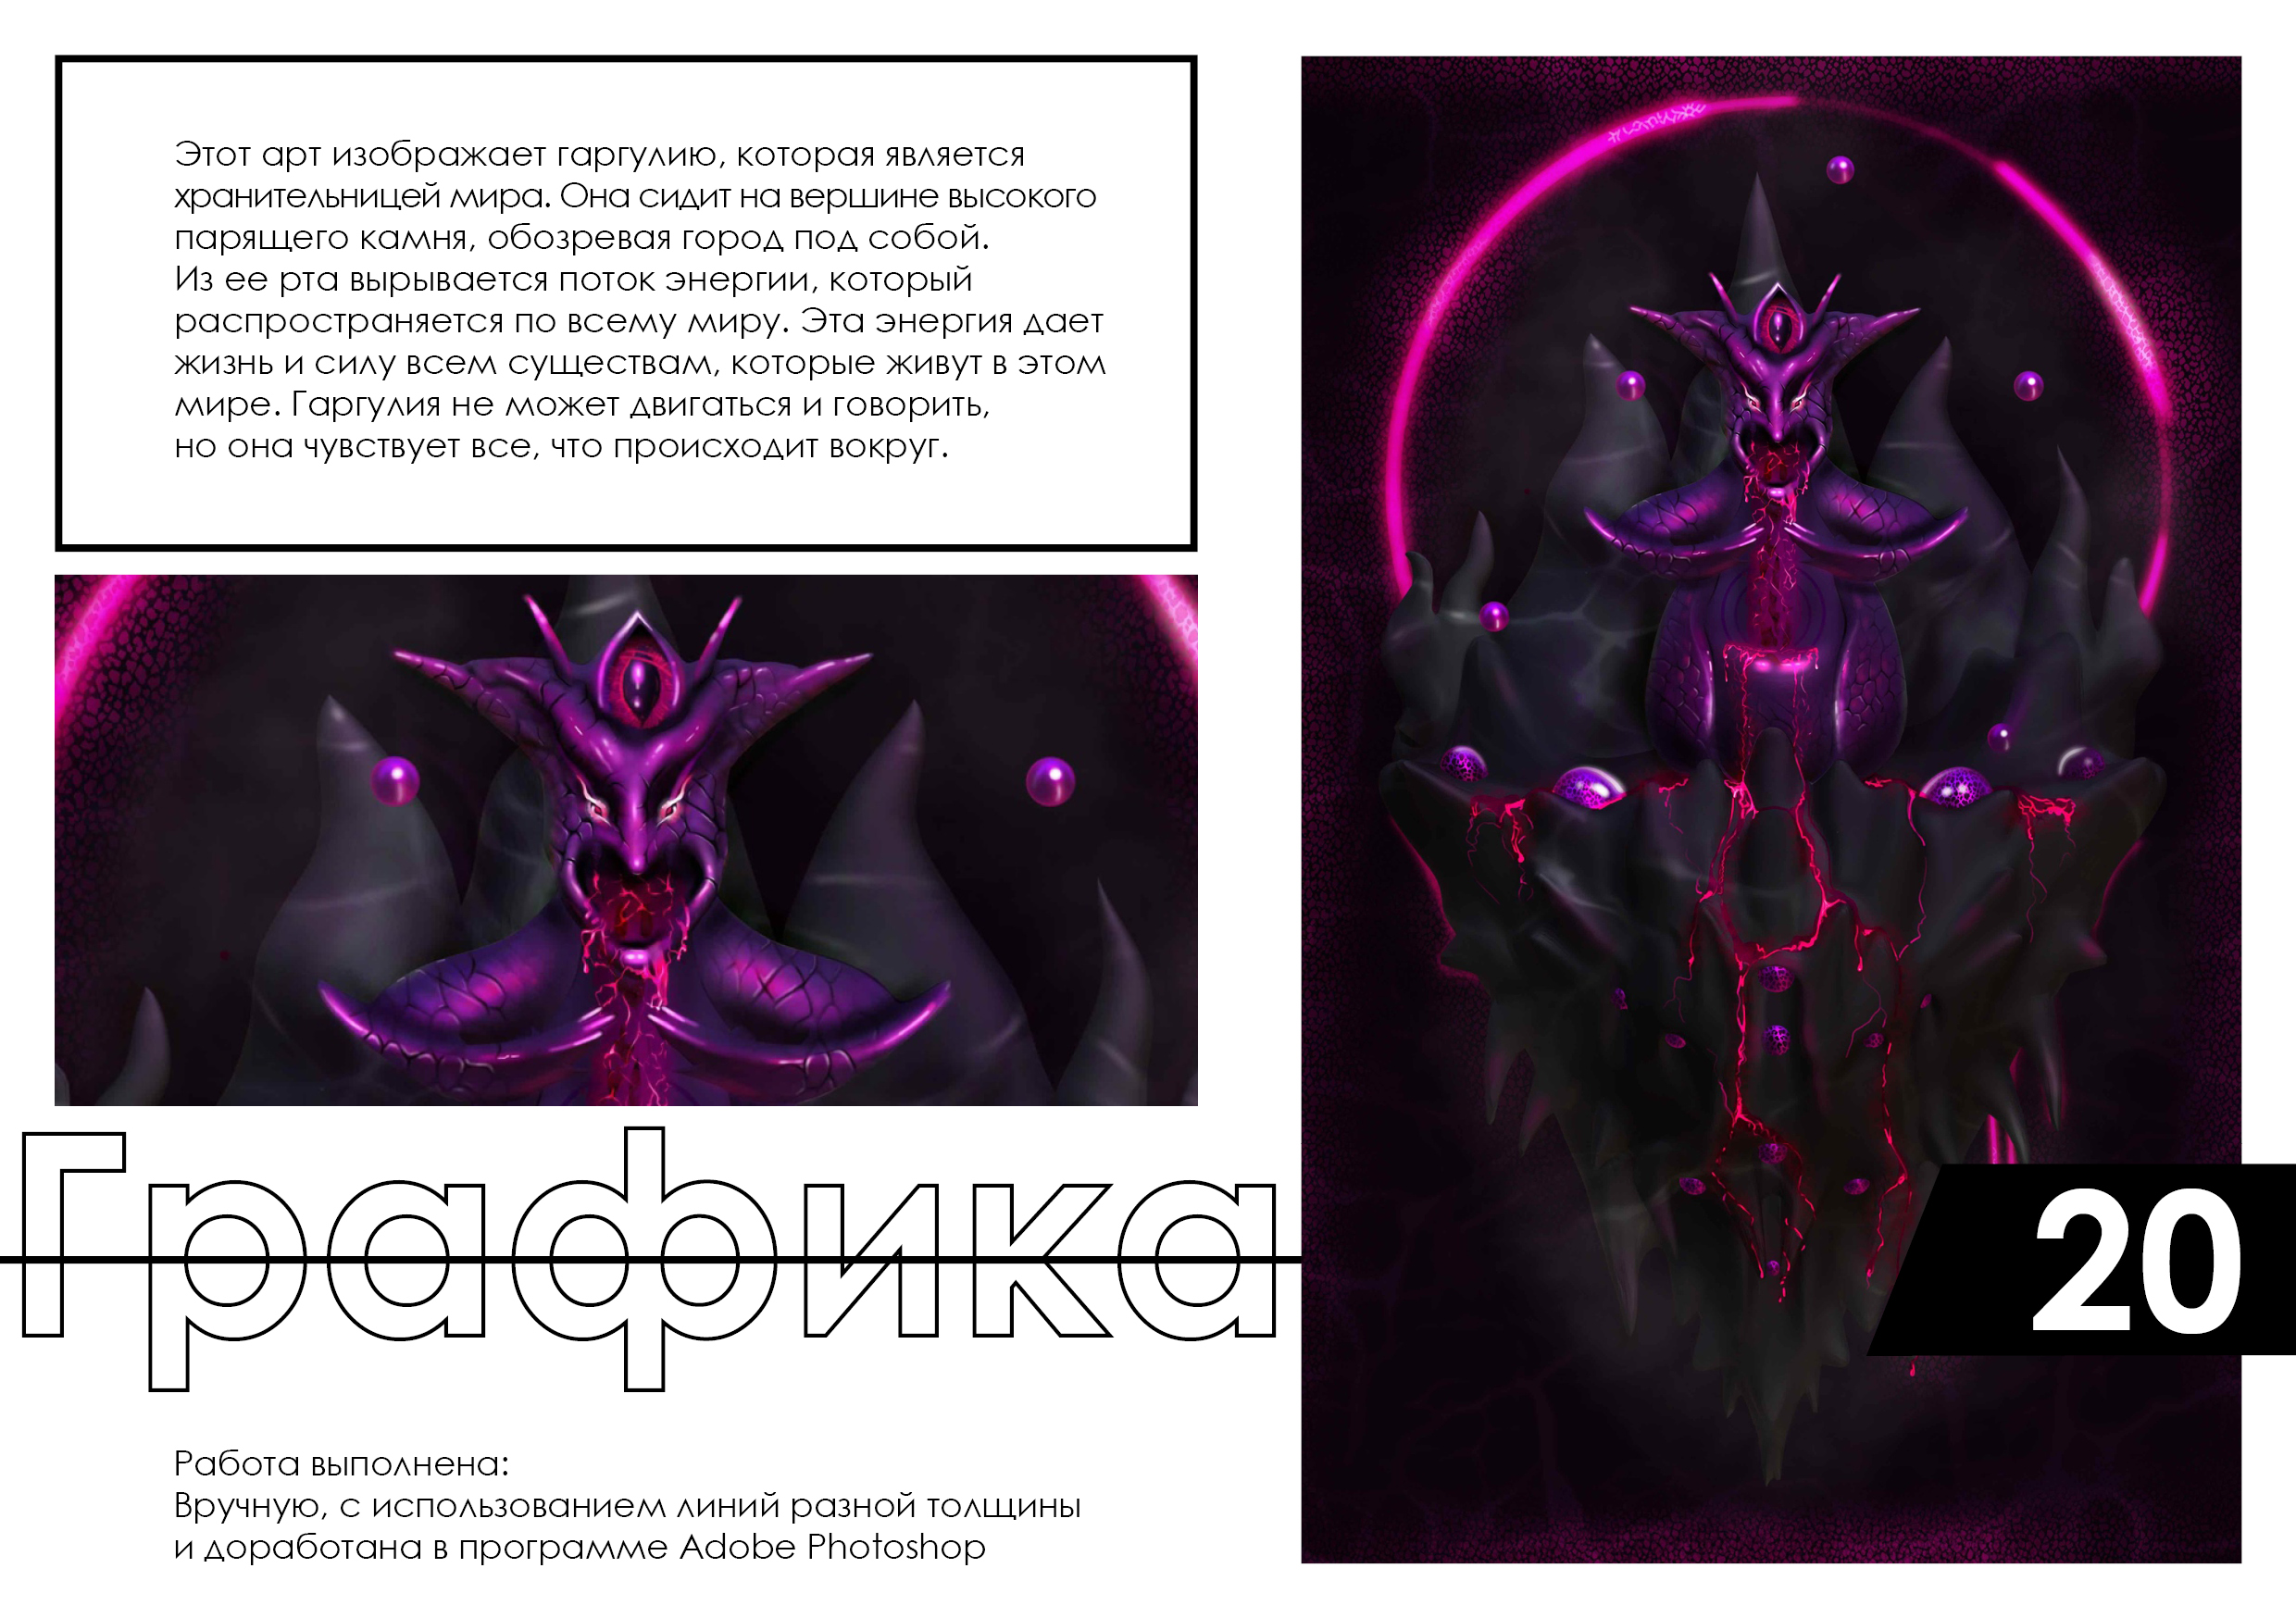 Этот арт изображает гаргулию, которая является
хранительницей мира. Она сидит на вершине высокого
парящего камня, обозревая город под собой.
Из ее рта вырывается поток энергии, который
распространяется по всему миру. Эта энергия дает
жизнь и силу всем существам, которые живут в этом
мире. Гаргулия не может двигаться и говорить,
но она чувствует все, что происходит вокруг.
Графика
20
Работа выполнена:
Вручную, с использованием линий разной толщины
и доработана в программе Adobe Photoshop